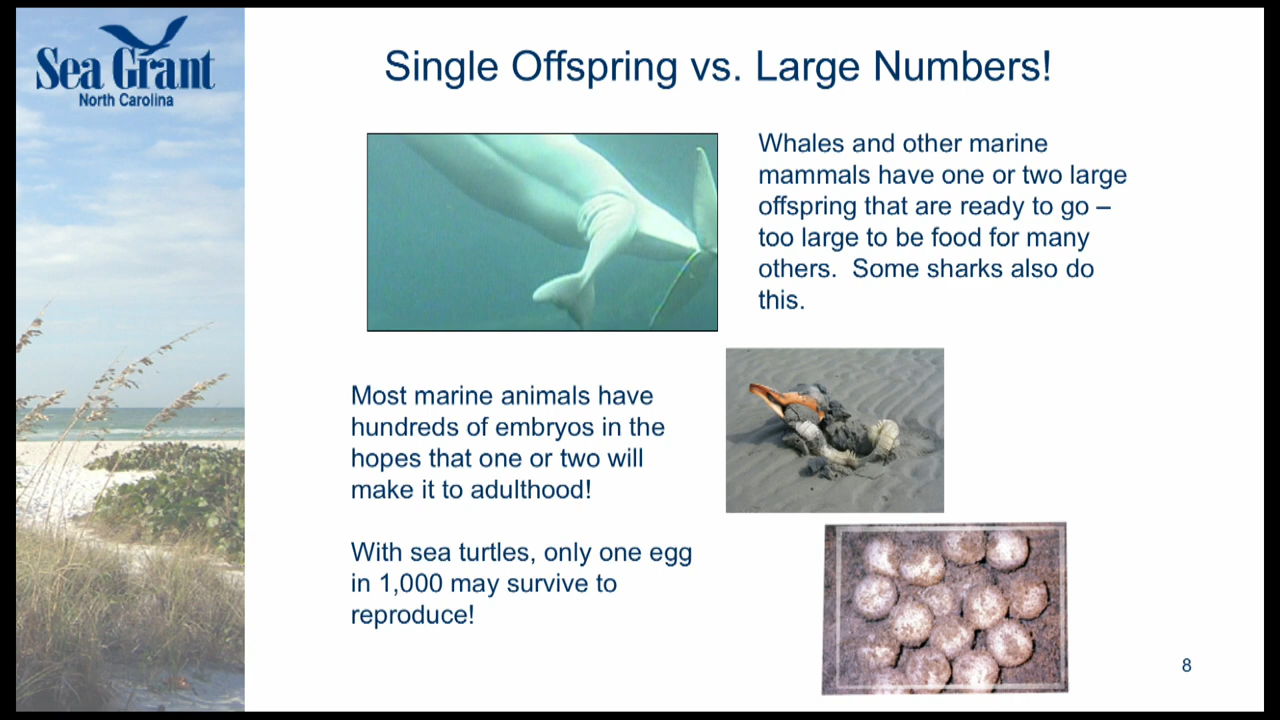 Sea Grant
North Carolina
Single Offspring vs. Large Numbers!
Whales and other marine
mammals have one or two large
offspring that are ready to go –
too large to be food for many
others.  Some sharks also do
this.
Most marine animals have
hundreds of embryos in the
hopes that one or two will
make it to adulthood!
With sea turtles, only one egg
in 1,000 may survive to
reproduce!
8